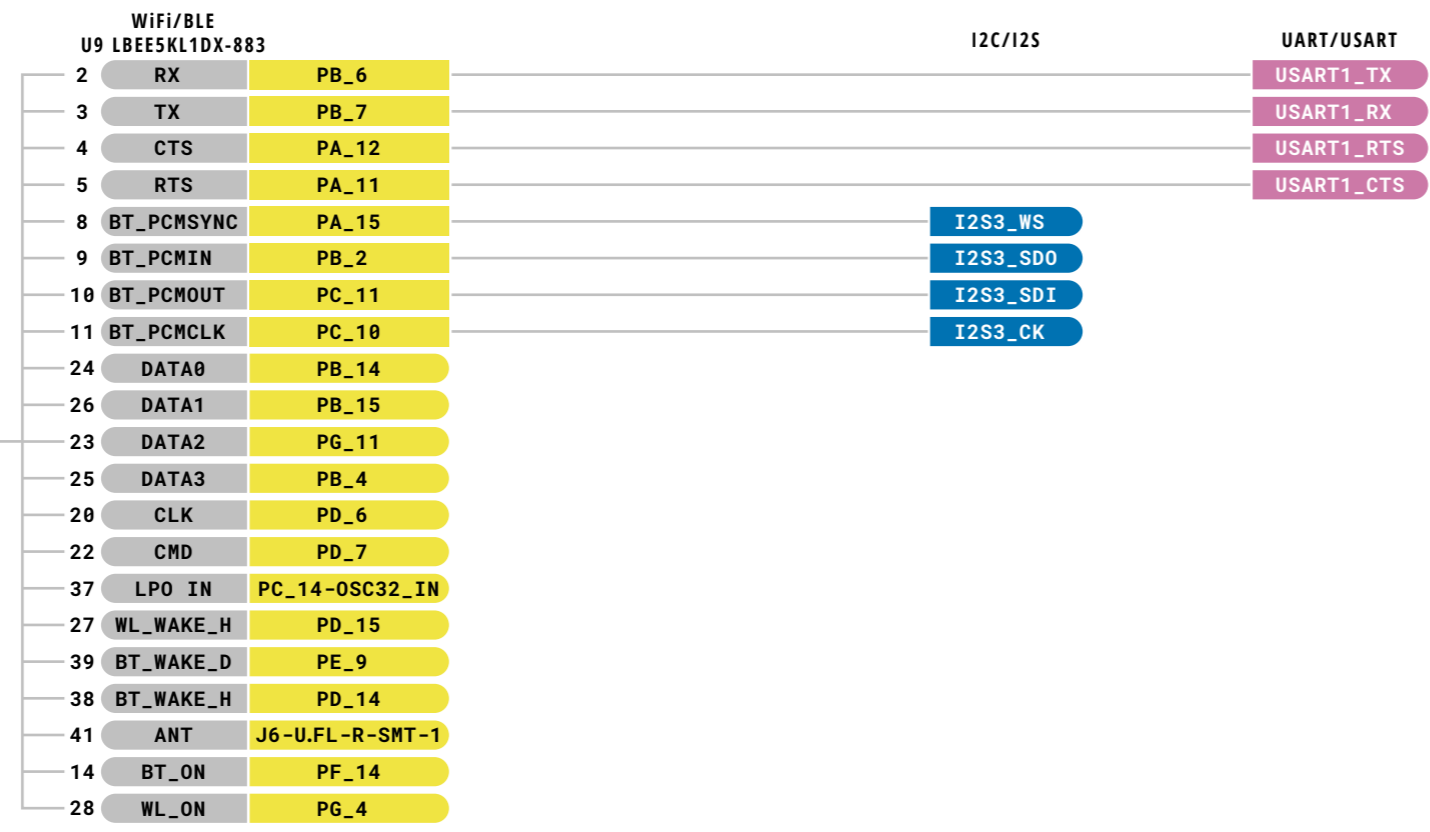 WiFi/BLE
U9 LBEE5KL1DX-883 I2C/I2S UART/USART
2 RX PB_6 USART1_TX
3 TX PB_7 USART1_RX
4 CTS PA_12 USART1_RTS
5 RTS PA_11 USART1_CTS
8 BT_PCMSYNC PA_15 I2S3_WS
9 BT_PCMIN PB_2 I2S3_SDO
10 BT_PCMOUT PC_11 I2S3_SDI
11 BT_PCMCLK PC_10 I2S3_CK
24 DATA0 PB_14
26 DATA1 PB_15
23 DATA2 PG_11
25 DATA3 PB_4
20 CLK PD_6
22 CMD PD_7
37 LPO IN PC_14-OSC32_IN
27 WL_WAKE_H PD_15
39 BT_WAKE_D PE_9
38 BT_WAKE_H PD_14
41 ANT J6-U.FL-R-SMT-1
14 BT_ON PF_14
28 WL_ON PG_4